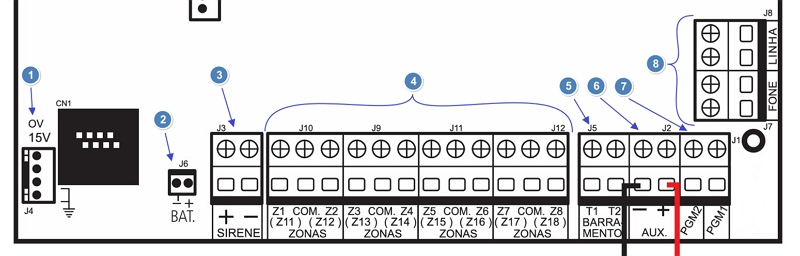 J8
LINHA
8
FONE
J7
J1
1
2
3
4
5
6
7
CN1
OV
15V
J4
J6
− +
BAT.
J3
J10
J9
J11
J12
J5
J2
+ −
SIRENE
Z1 COM. Z2
(Z11) (Z12)
ZONAS
Z3 COM. Z4
(Z13) (Z14)
ZONAS
Z5 COM. Z6
(Z15) (Z16)
ZONAS
Z7 COM. Z8
(Z17) (Z18)
ZONAS
T1 T2
BARRA-
MENTO
− +
AUX.
PGM2
PGM1